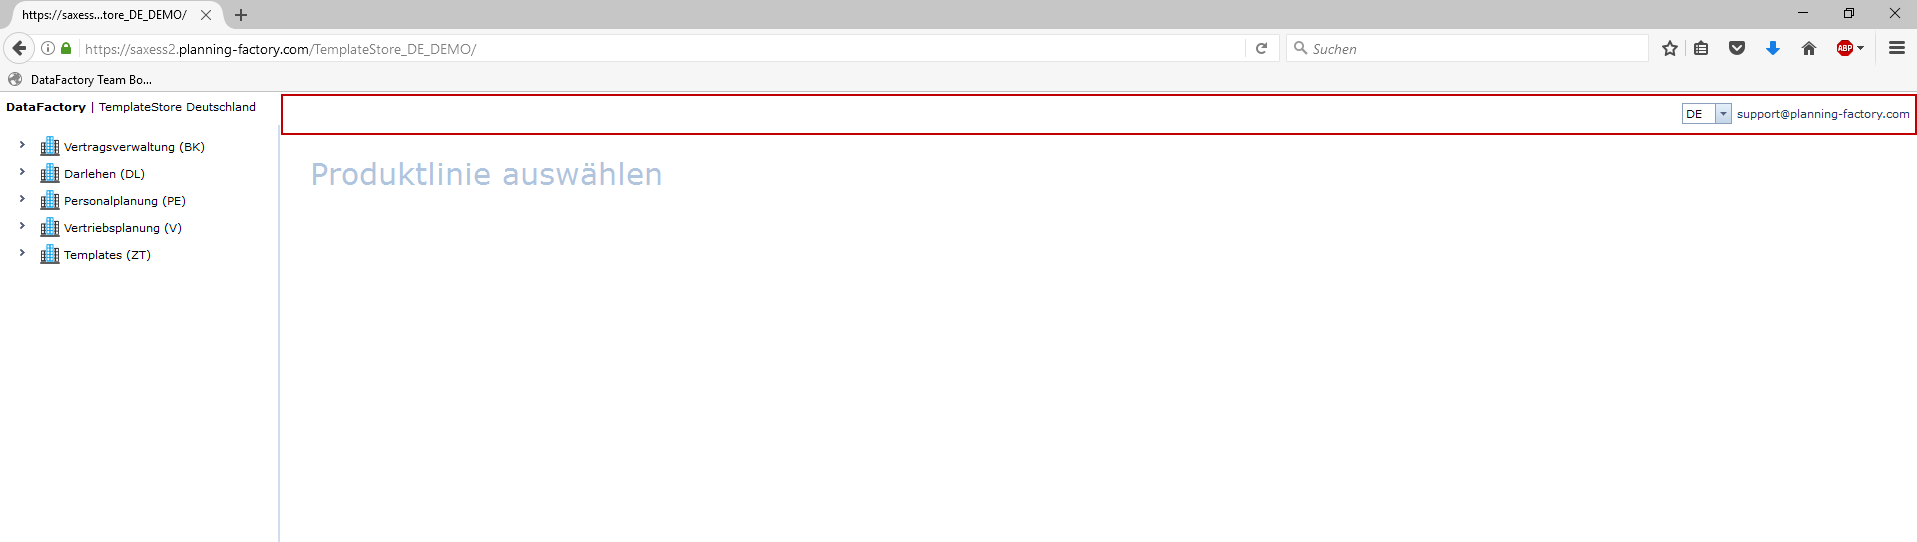 https://saxess...tore_DE_DEMO/
https://saxess2.planning-factory.com/TemplateStore_DE_DEMO/
Suchen
ABP
DataFactory Team Bo...
DataFactory | TemplateStore Deutschland
DE
support@planning-factory.com
Vertragsverwaltung (BK)
Darlehen (DL)
Personalplanung (PE)
Vertriebsplanung (V)
Templates (ZT)
Produktlinie auswählen